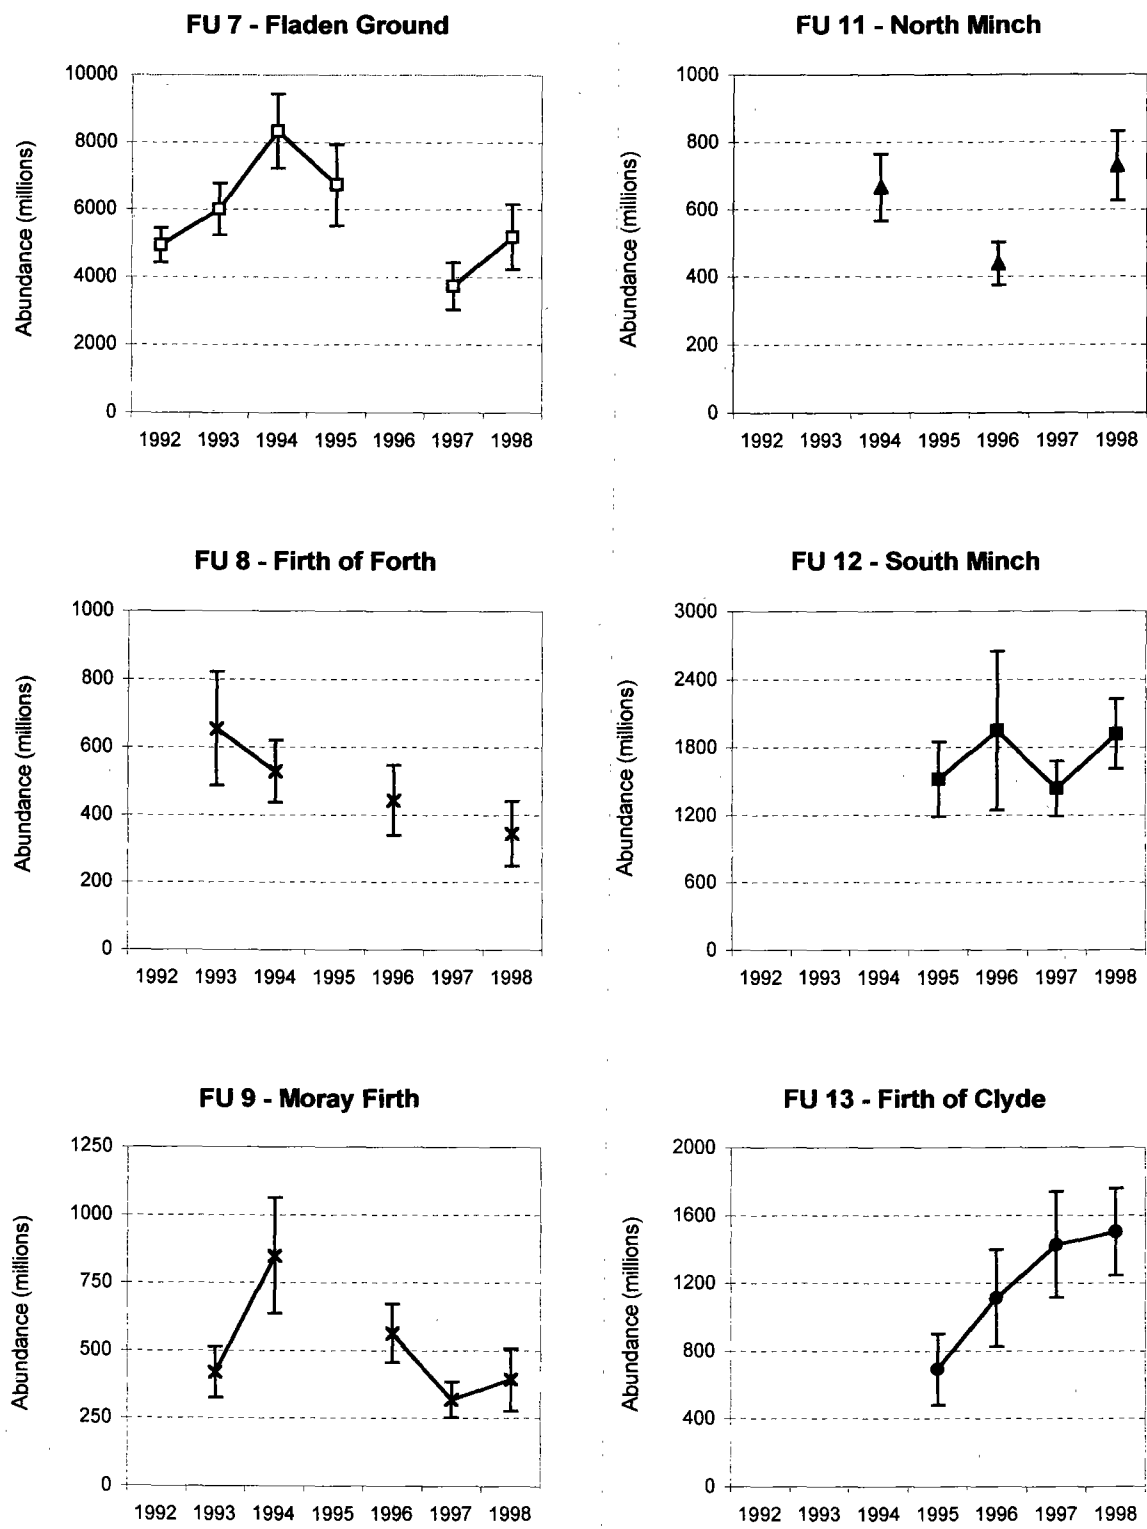 FU 7 - Fladen Ground
Abundance (millions)
10000
8000
6000
4000
2000
0
1992 1993 1994 1995 1996 1997 1998
FU 11 - North Minch
Abundance (millions)
1000
800
600
400
200
0
1992 1993 1994 1995 1996 1997 1998
FU 8 - Firth of Forth
Abundance (millions)
1000
800
600
400
200
0
1992 1993 1994 1995 1996 1997 1998
FU 12 - South Minch
Abundance (millions)
3000
2400
1800
1200
600
0
1992 1993 1994 1995 1996 1997 1998
FU 9 - Moray Firth
Abundance (millions)
1250
1000
750
500
250
0
1992 1993 1994 1995 1996 1997 1998
FU 13 - Firth of Clyde
Abundance (millions)
2000
1600
1200
800
400
0
1992 1993 1994 1995 1996 1997 1998